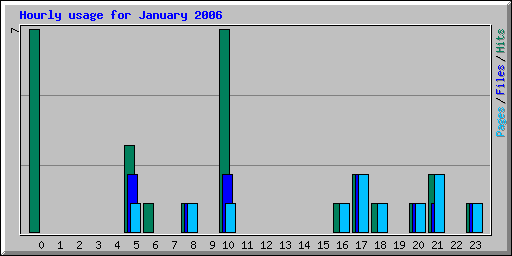 Hourly usage for January 2006
7
Pages / Files / Hits
0 1 2 3 4 5 6 7 8 9 10 11 12 13 14 15 16 17 18 19 20 21 22 23